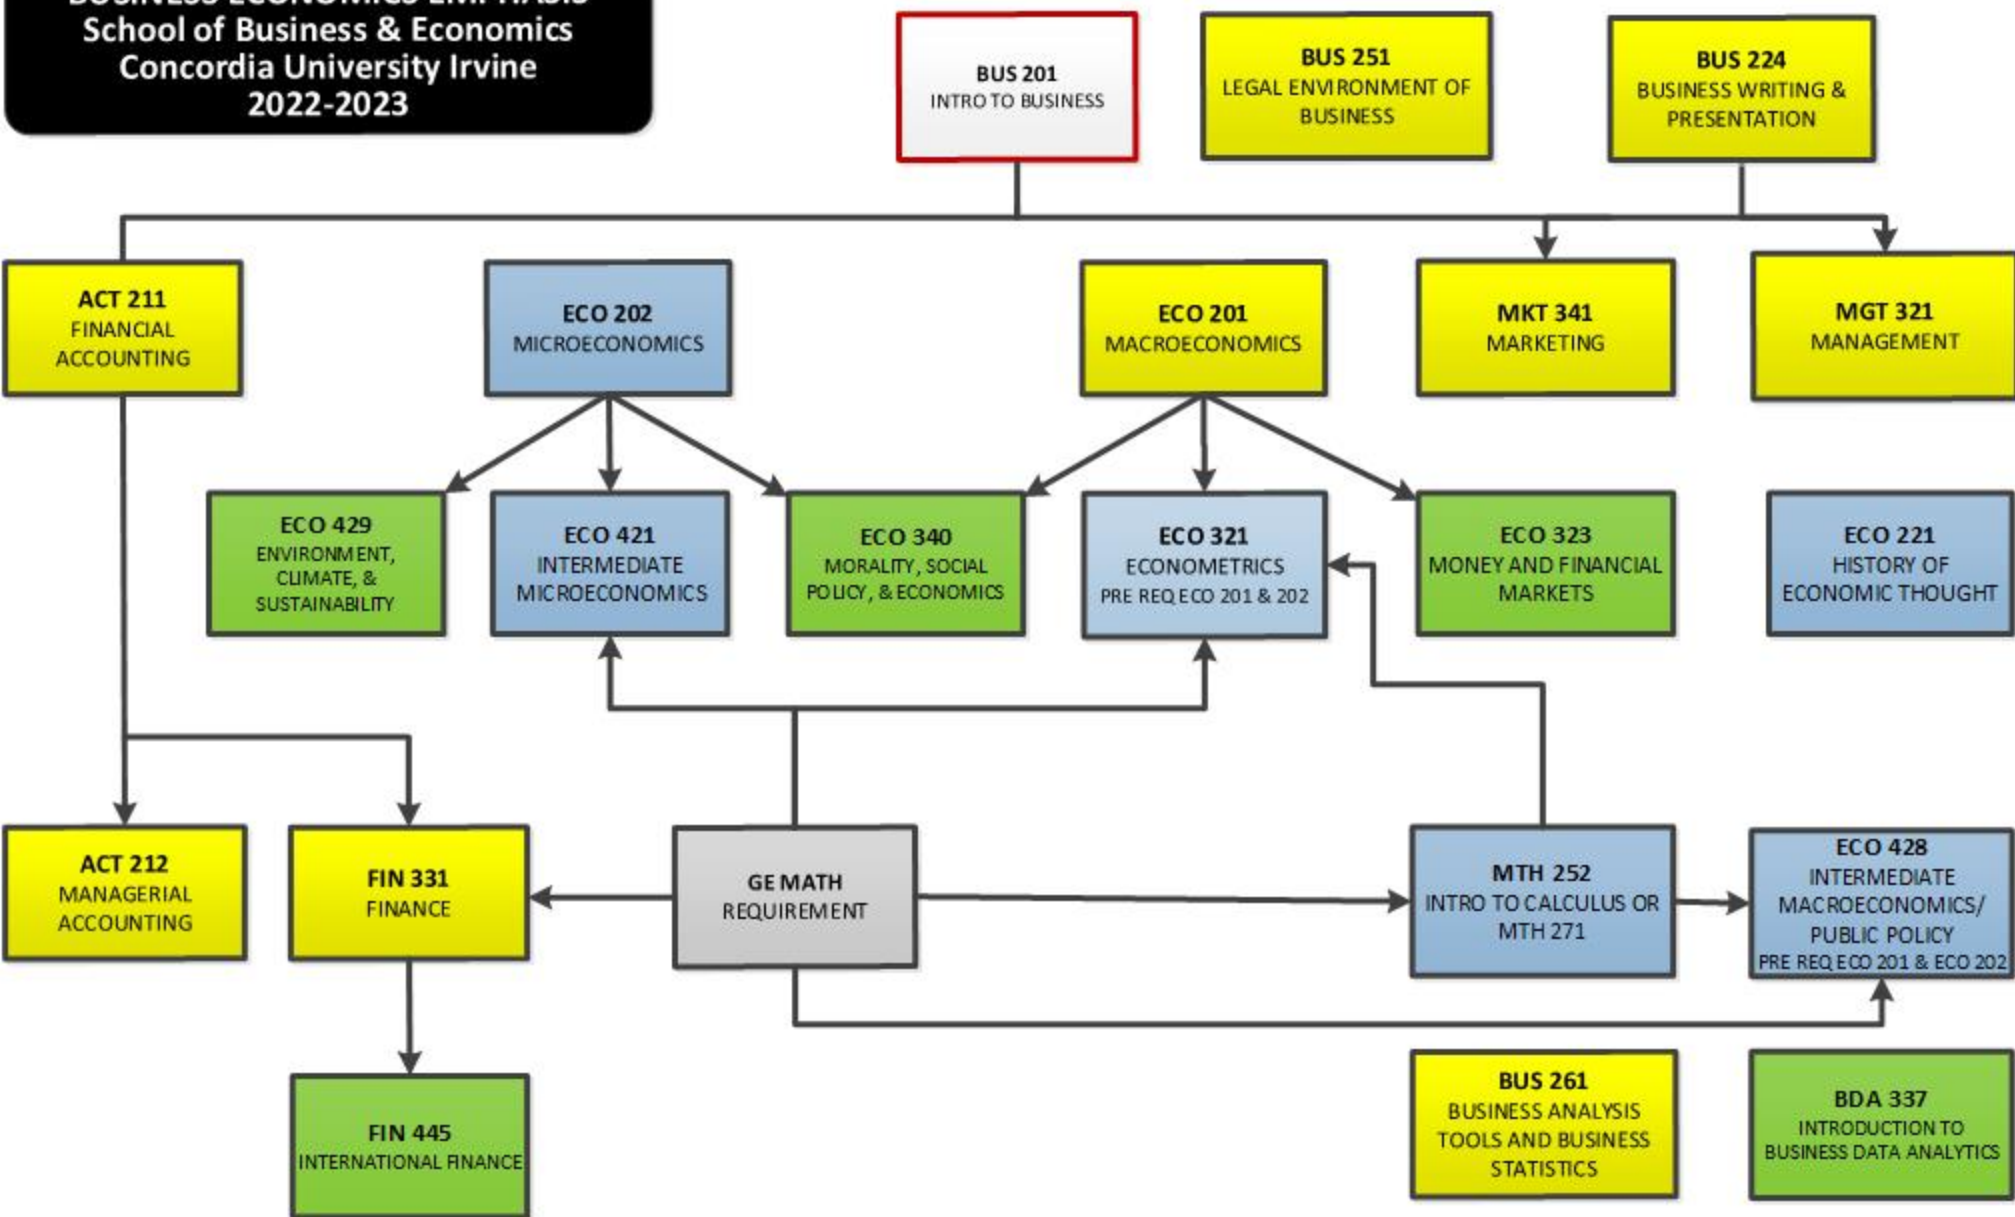 BUSINESS ECONOMICS EMPHASIS
School of Business & Economics
Concordia University Irvine
2022-2023
BUS 201
INTRO TO BUSINESS
BUS 251
LEGAL ENVIRONMENT OF
BUSINESS
BUS 224
BUSINESS WRITING &
PRESENTATION
ACT 211
FINANCIAL
ACCOUNTING
ECO 202
MICROECONOMICS
ECO 201
MACROECONOMICS
MKT 341
MARKETING
MGT 321
MANAGEMENT
ECO 429
ENVIRONMENT,
CLIMATE, &
SUSTAINABILITY
ECO 421
INTERMEDIATE
MICROECONOMICS
ECO 340
MORALITY, SOCIAL
POLICY, & ECONOMICS
ECO 321
ECONOMETRICS
PRE REQ ECO 201 & 202
ECO 323
MONEY AND FINANCIAL
MARKETS
ECO 221
HISTORY OF
ECONOMIC THOUGHT
ACT 212
MANAGERIAL
ACCOUNTING
FIN 331
FINANCE
GE MATH
REQUIREMENT
MTH 252
INTRO TO CALCULUS OR
MTH 271
ECO 428
INTERMEDIATE
MACROECONOMICS/
PUBLIC POLICY
PRE REQ ECO 201 & ECO 202
FIN 445
INTERNATIONAL FINANCE
BUS 261
BUSINESS ANALYSIS
TOOLS AND BUSINESS
STATISTICS
BDA 337
INTRODUCTION TO
BUSINESS DATA ANALYTICS